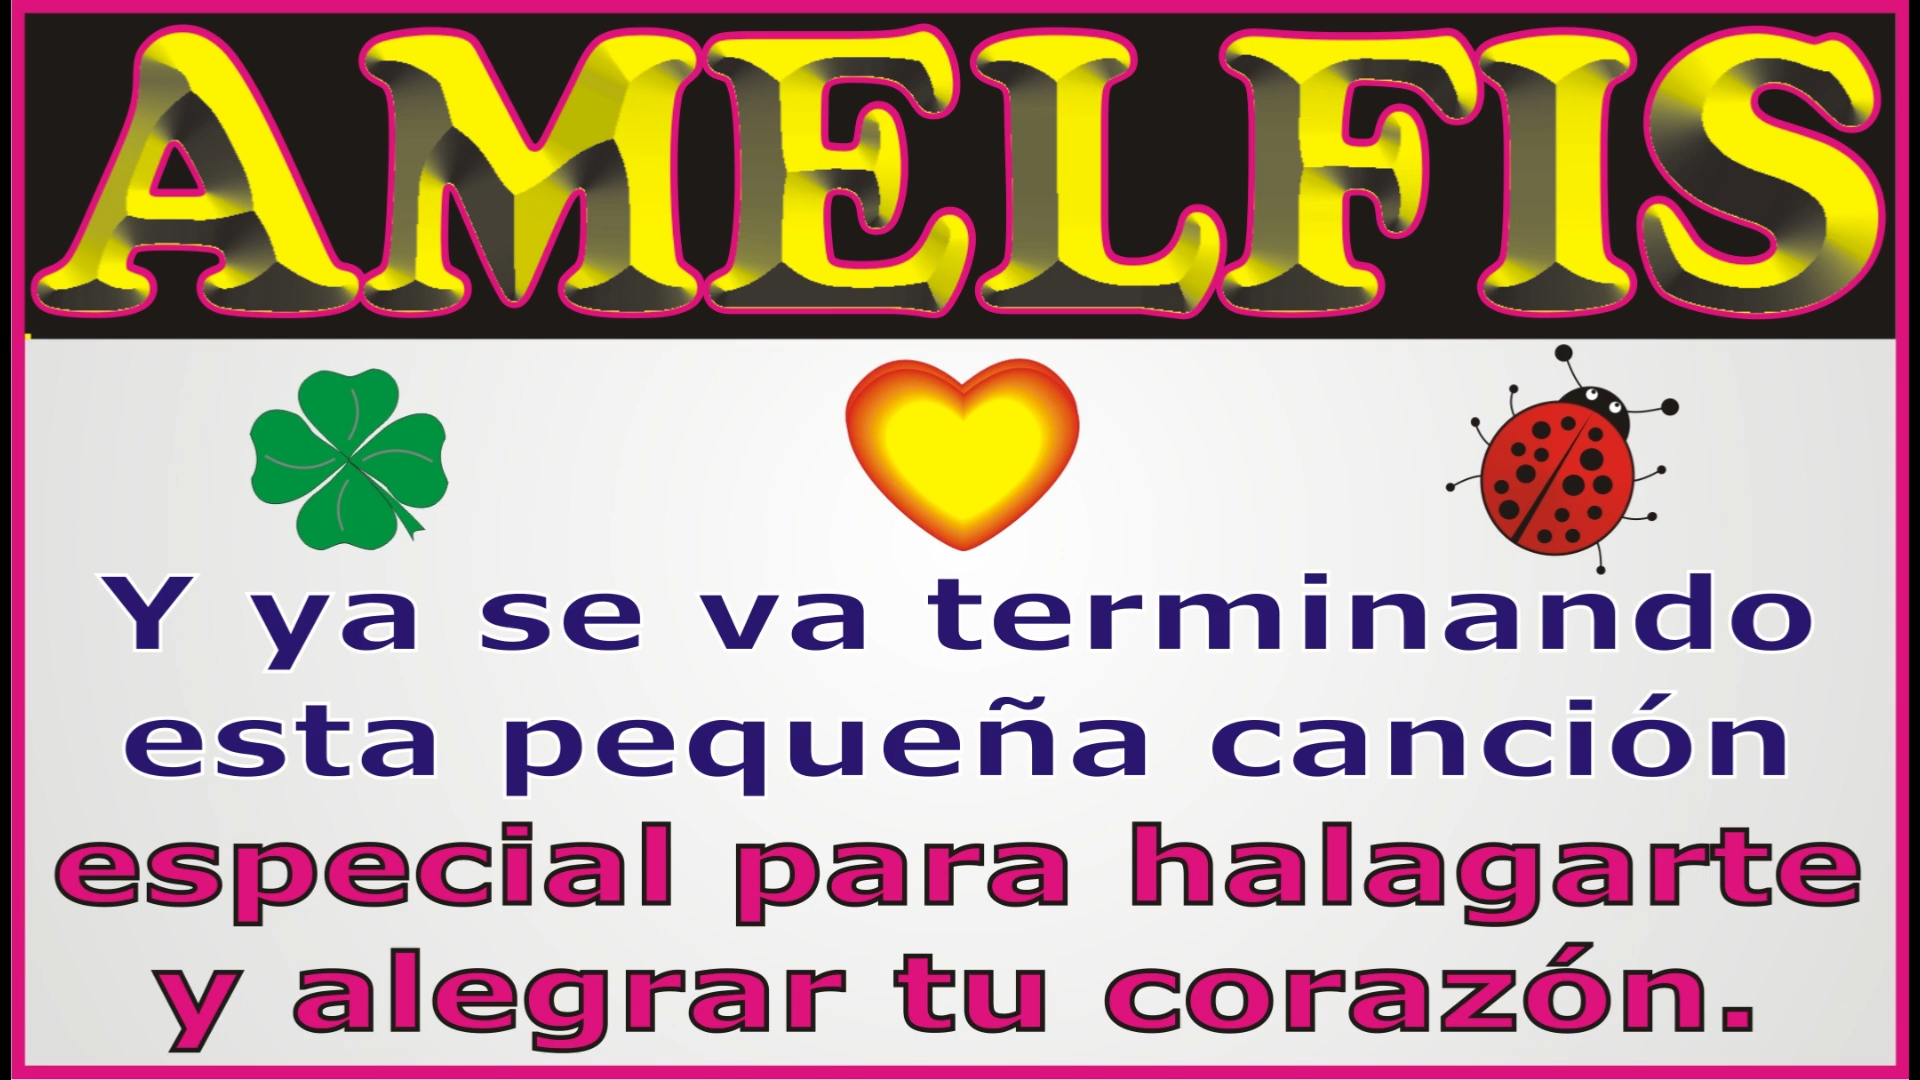 AMELFIS
Y ya se va terminando
esta pequeña canción
especial para halagarte
y alegrar tu corazón.